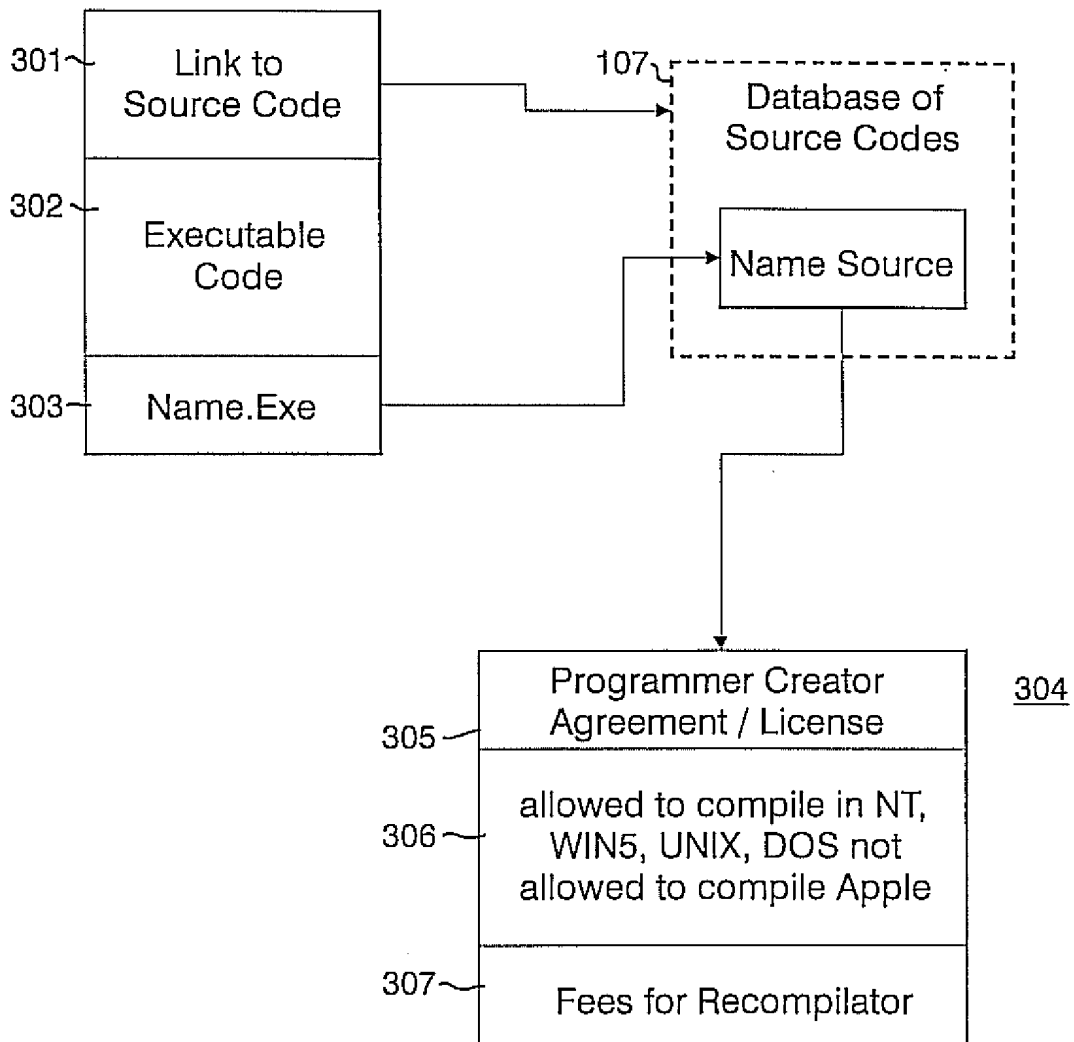 301
Link to
Source Code
302
Executable
Code
303
Name.Exe
107
Database of
Source Codes
Name Source
304
Programmer Creator
Agreement / License
305
allowed to compile in NT,
WIN5, UNIX, DOS not
allowed to compile Apple
306
Fees for Recompilator
307